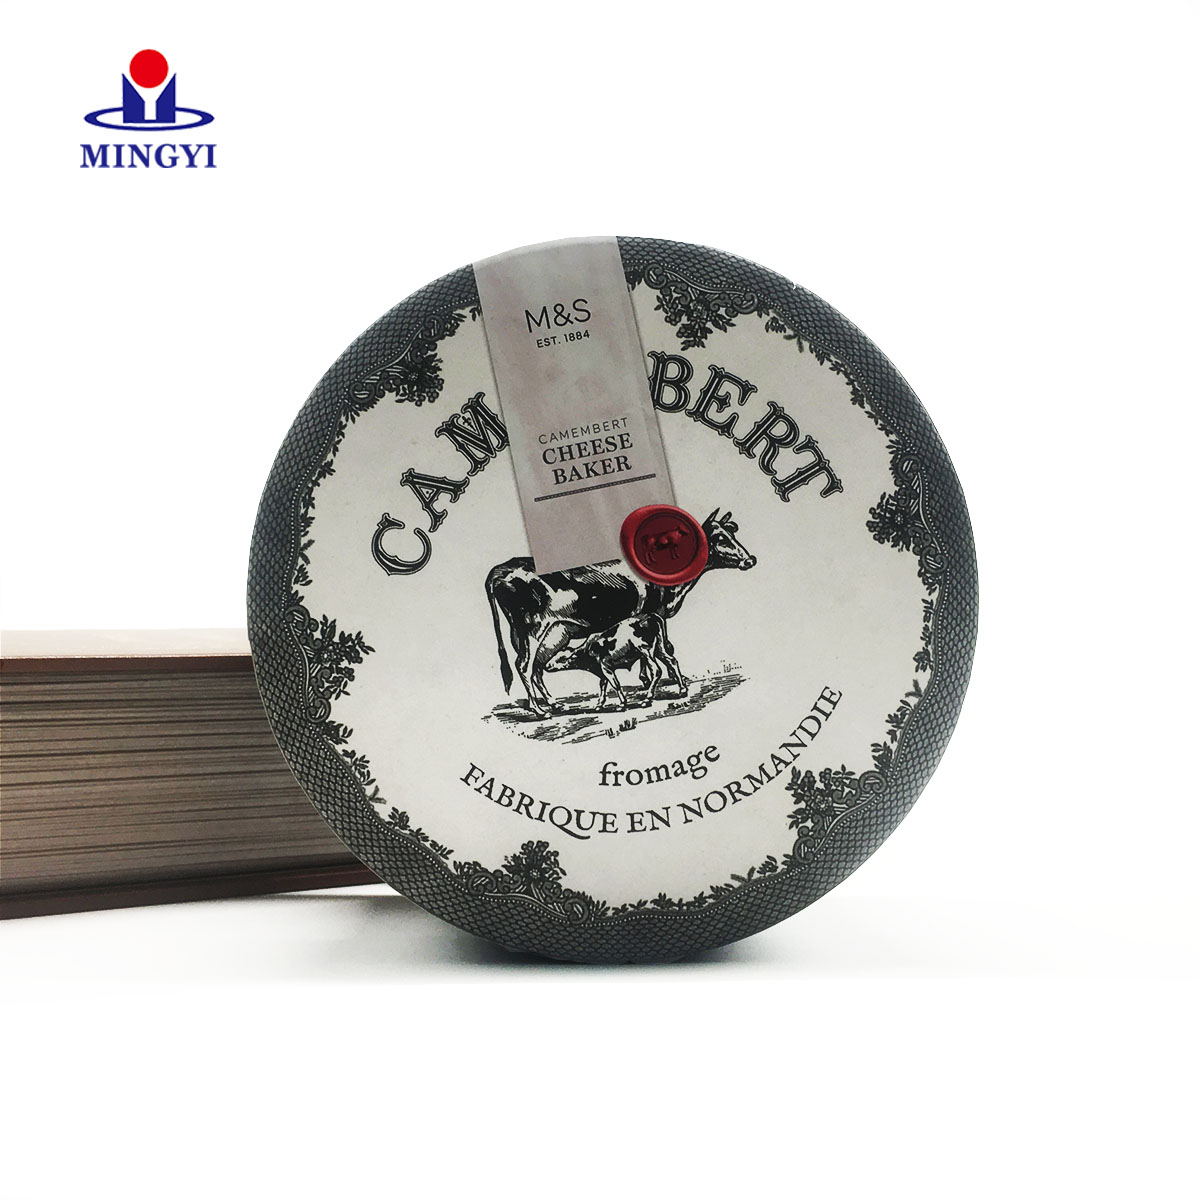 MINGYI
M&S
EST. 1884
CAM BERT
CAMEMBERT
CHEESE
BAKER
fromage
FABRIQUE EN NORMANDIE